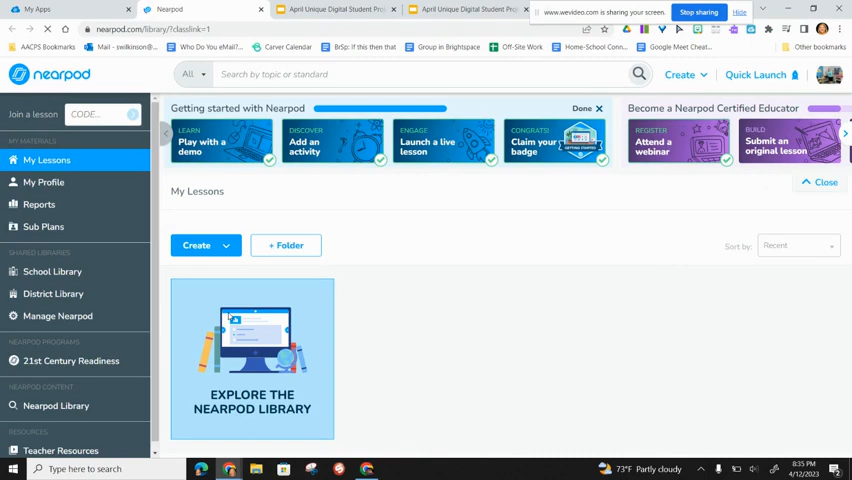 My Apps
Nearpod
April Unique Digital Student Pro
April Unique Digital Student Proj
www.wevideo.com is sharing your screen.
Stop sharing
Hide
nearpod.com/library/?classlink=1
AACPS Bookmarks
Mail - swilkinson@...
Who Do You eMail?...
Carver Calendar
BrSp: If this then that
Group in Brightspace
Off-Site Work
Home-School Conn...
Google Meet Cheat...
Other bookmarks
nearpod
All
Search by topic or standard
Create
Quick Launch
Join a lesson
CODE...
Getting started with Nearpod
Done
Become a Nearpod Certified Educator
LEARN
Play with a
demo
DISCOVER
Add an
activity
ENGAGE
Launch a live
lesson
CONGRATS!
Claim your
badge
REGISTER
Attend a
webinar
BUILD
Submit an
original lesson
MY MATERIALS
My Lessons
My Profile
Reports
Sub Plans
SHARED LIBRARIES
School Library
District Library
Manage Nearpod
NEARPOD PROGRAMS
21st Century Readiness
NEARPOD CONTENT
Nearpod Library
RESOURCES
Teacher Resources
Close
My Lessons
Create
+ Folder
Sort by:
Recent
EXPLORE THE
NEARPOD LIBRARY
Type here to search
73°F Partly cloudy
8:35 PM
4/12/2023